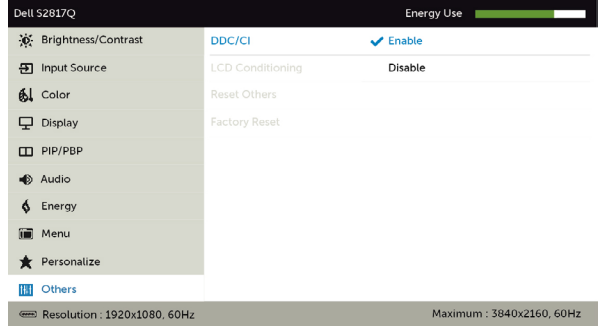 Dell S2817Q Energy Use
Brightness/Contrast DDC/CI Enable
Input Source LCD Conditioning Disable
Color Reset Others
Display Factory Reset
PIP/PBP
Audio
Energy
Menu
Personalize
Others
Resolution : 1920x1080, 60Hz Maximum : 3840x2160, 60Hz